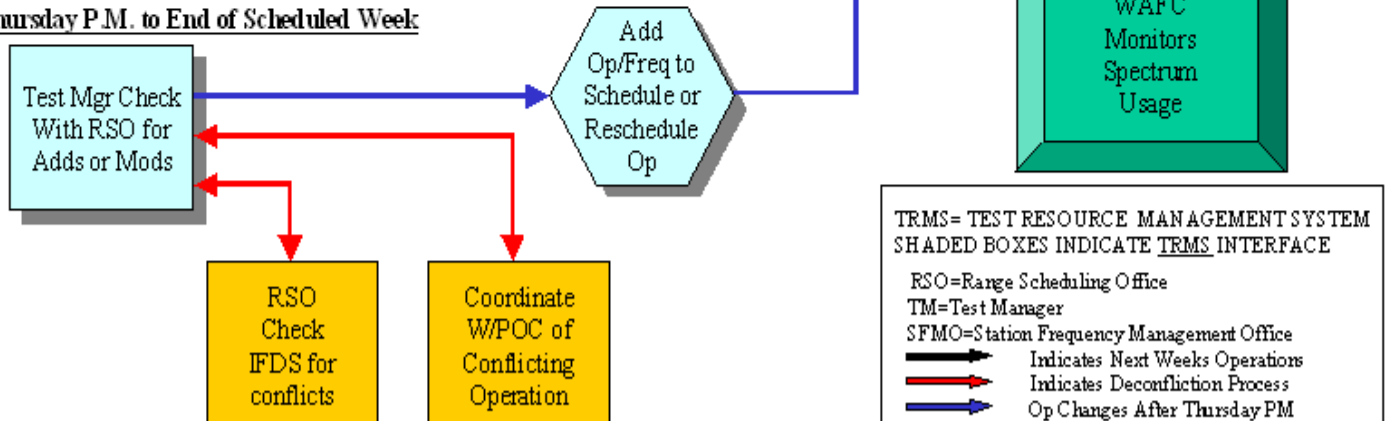 hursday P.M. to End of Scheduled Week
Test Mgr Check
With RSO for
Adds or Mods
Add
Op/Freq to
Schedule or
Reschedule
Op
WAFC
Monitors
Spectrum
Usage
RSO
Check
IFDS for
conflicts
Coordinate
W/POC of
Conflicting
Operation
TRMS= TEST RESOURCE MANAGEMENT SYSTEM
SHADED BOXES INDICATE TRMS INTERFACE
RSO=Range Scheduling Office
TM=Test Manager
SFMO=Station Frequency Management Office
Indicates Next Weeks Operations
Indicates Deconfliction Process
Op Changes After Thursday PM